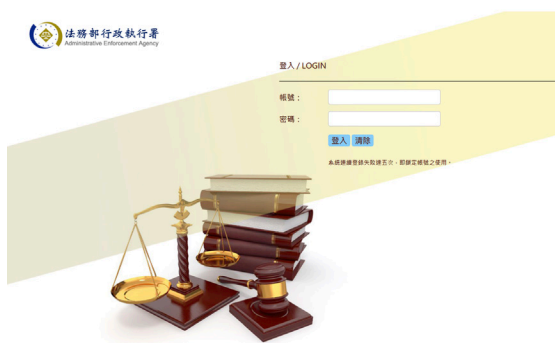 法務部行政執行署
Administrative Enforcement Agency
登入 / LOGIN
帳號：
密碼：
登入 清除
系統連續登錄失敗達五次，即鎖定帳號之使用。